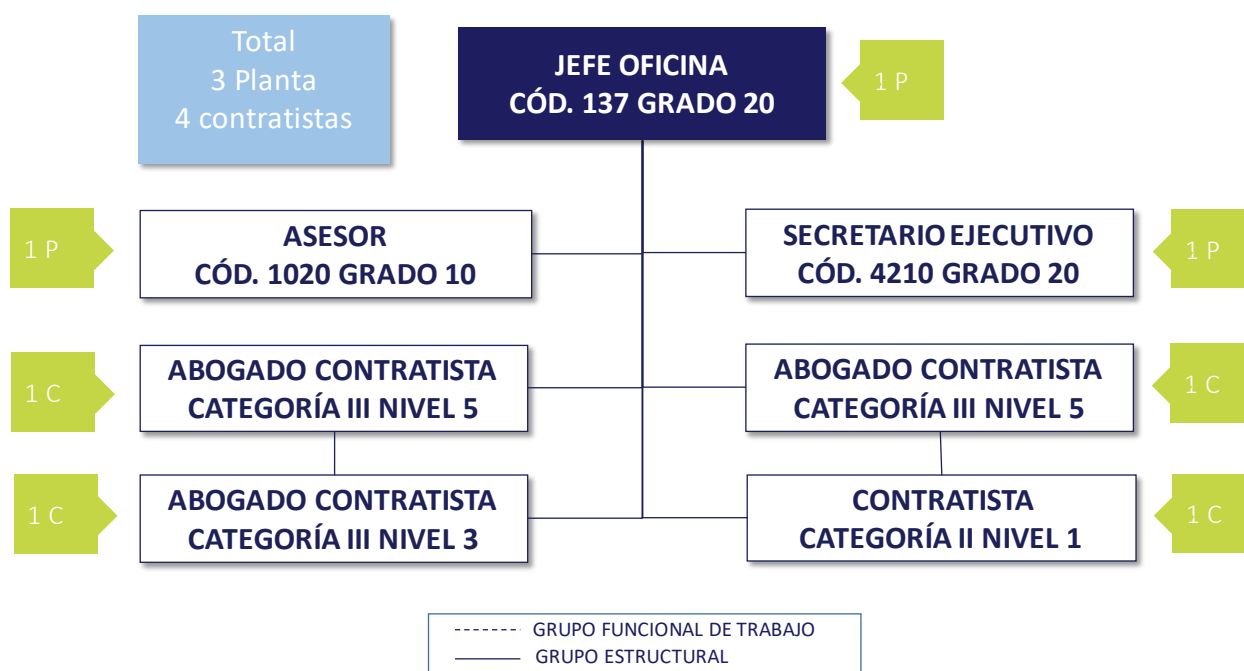 Total
3 Planta
4 contratistas
JEFE OFICINA
CÓD. 137 GRADO 20
1 P
1 P
ASESOR
CÓD. 1020 GRADO 10
SECRETARIO EJECUTIVO
CÓD. 4210 GRADO 20
1 P
1 C
ABOGADO CONTRATISTA
CATEGORÍA III NIVEL 5
ABOGADO CONTRATISTA
CATEGORÍA III NIVEL 5
1 C
1 C
ABOGADO CONTRATISTA
CATEGORÍA III NIVEL 3
CONTRATISTA
CATEGORÍA II NIVEL 1
1 C
GRUPO FUNCIONAL DE TRABAJO
GRUPO ESTRUCTURAL